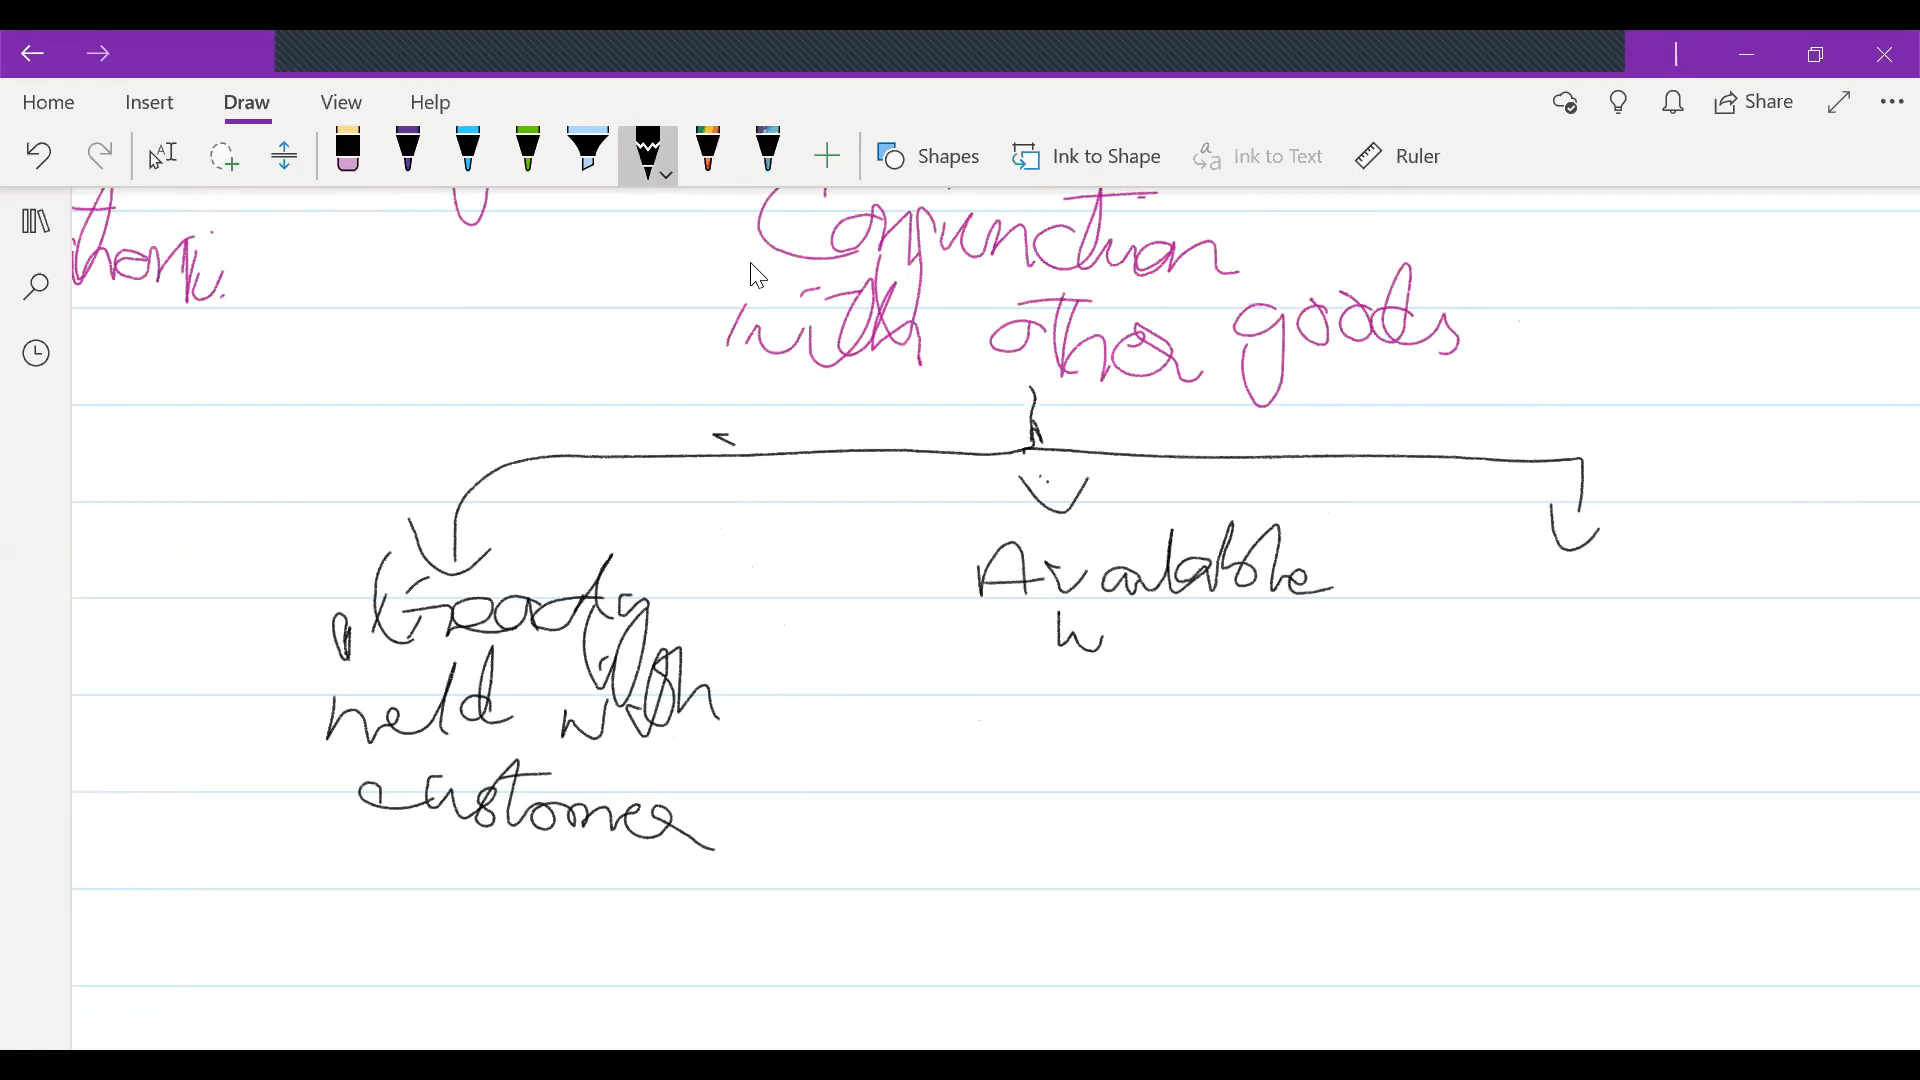 Home Insert Draw View Help
Share
Shapes Ink to Shape Ink to Text Ruler
Conjunction
with other goods
Already
held with
customer
Available